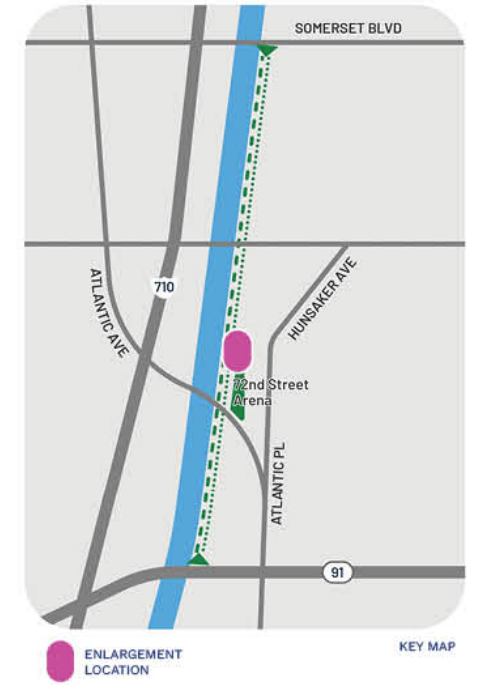 SOMERSET BLVD
ATLANTIC AVE
710
HUNSAKER AVE
72nd Street
Arena
ATLANTIC PL
91
ENLARGEMENT
LOCATION
KEY MAP